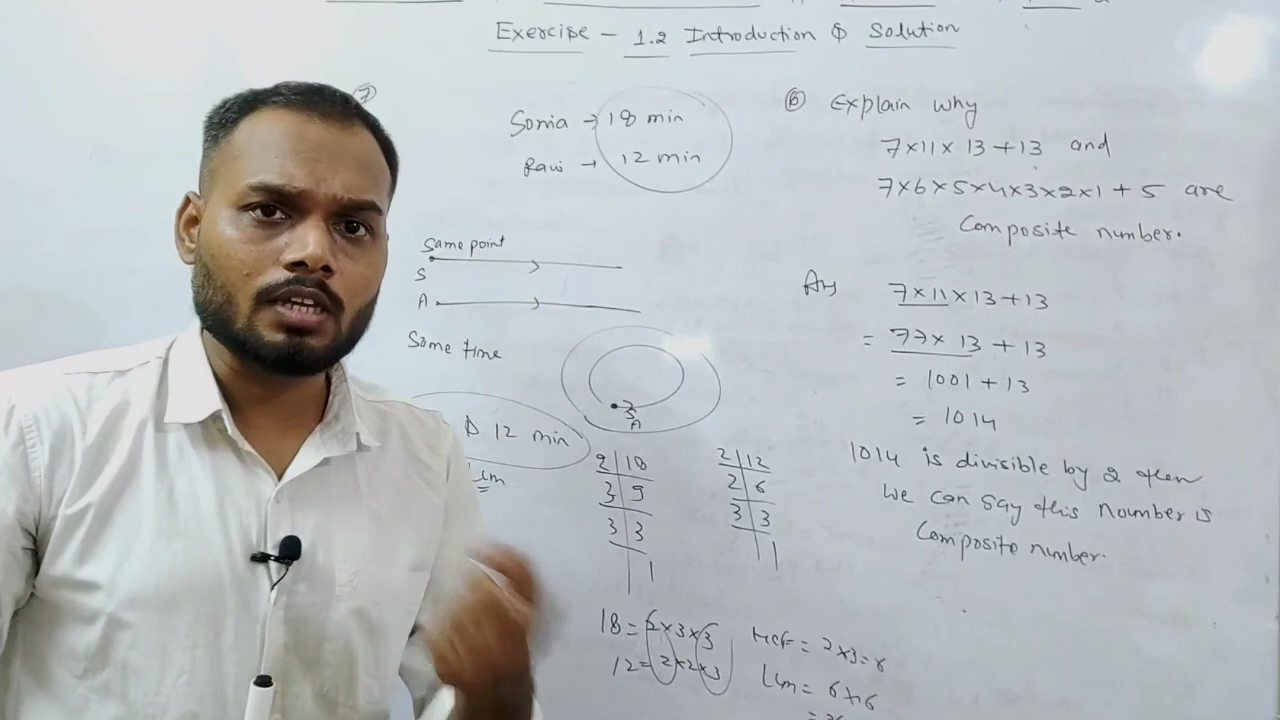 Exercise - 1.2 Introduction & Solution
7
Sonia → 18 min
Ravi → 12 min
Same point
S
A
Same time
& 12 min
Lcm
2 | 18
3 | 9
3 | 3
1
2 | 12
2 | 6
3 | 3
1
18 = 2×3×3
12 = 2×2×3
HCF = 2×3 = 6
Lcm = 6×6
= 36
6 Explain why
7×11×13+13 and
7×6×5×4×3×2×1 + 5 are
Composite number.
Ans 7×11×13+13
= 77×13 + 13
= 1001 + 13
= 1014
1014 is divisible by 2 then
we can say this noumber is
Composite number.